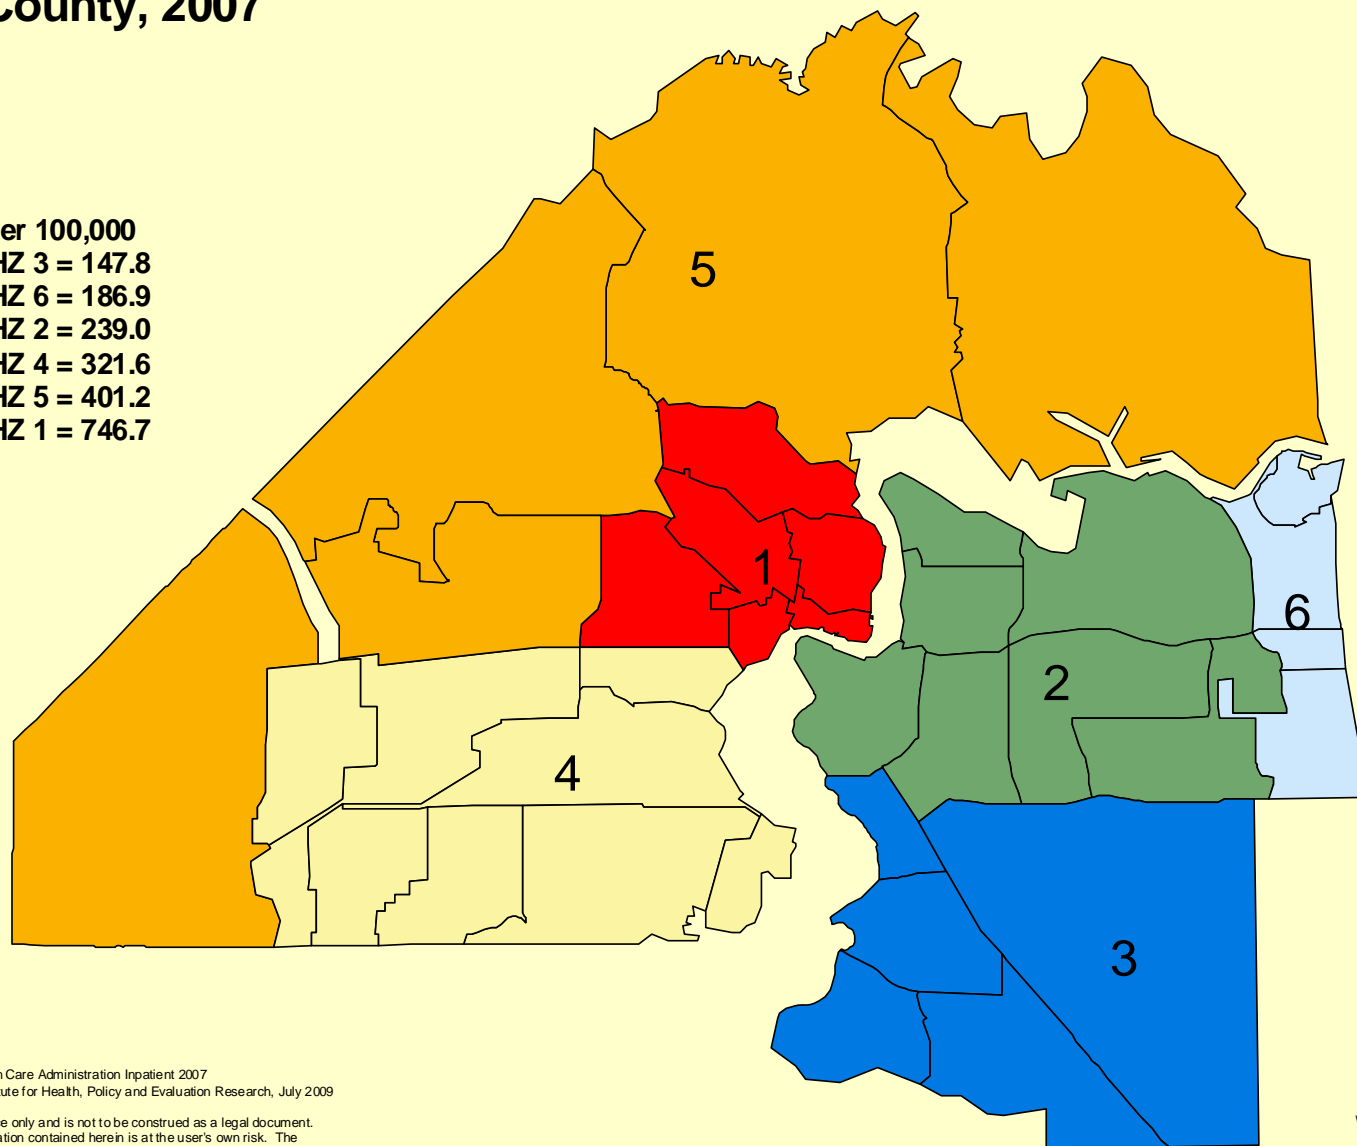 County, 2007
er 100,000
HZ 3 = 147.8
HZ 6 = 186.9
HZ 2 = 239.0
HZ 4 = 321.6
HZ 5 = 401.2
HZ 1 = 746.7
5
1
6
2
4
3
Care Administration Inpatient 2007
tute for Health, Policy and Evaluation Research, July 2009
e only and is not to be construed as a legal document.
ation contained herein is at the user's own risk. The